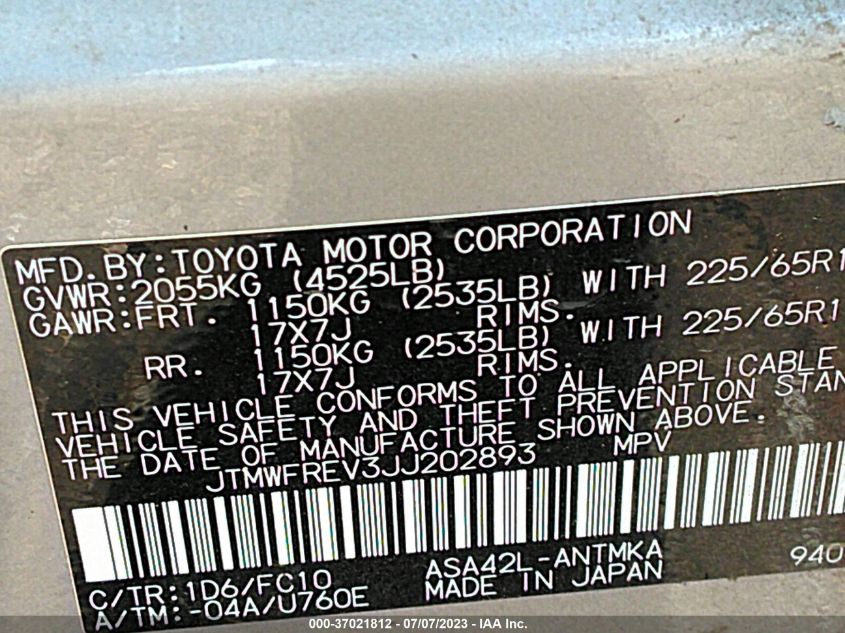 MFD.BY:TOYOTA MOTOR CORPORATION
GVWR:2055KG (4525LB)
GAWR:FRT. 1150KG (2535LB) WITH 225/65R1
17X7J RIMS.
RR. 1150KG (2535LB) WITH 225/65R1
17X7J RIMS.
THIS VEHICLE CONFORMS TO ALL APPLICABLE
VEHICLE SAFETY AND THEFT PREVENTION STAN
THE DATE OF MANUFACTURE SHOWN ABOVE.
JTMWFREV3JJ202893 MPV
C/TR:1D6/FC10 ASA42L-ANTMKA 940
A/TM:-04A/U760E MADE IN JAPAN
000-37021812 - 07/07/2023 - IAA Inc.